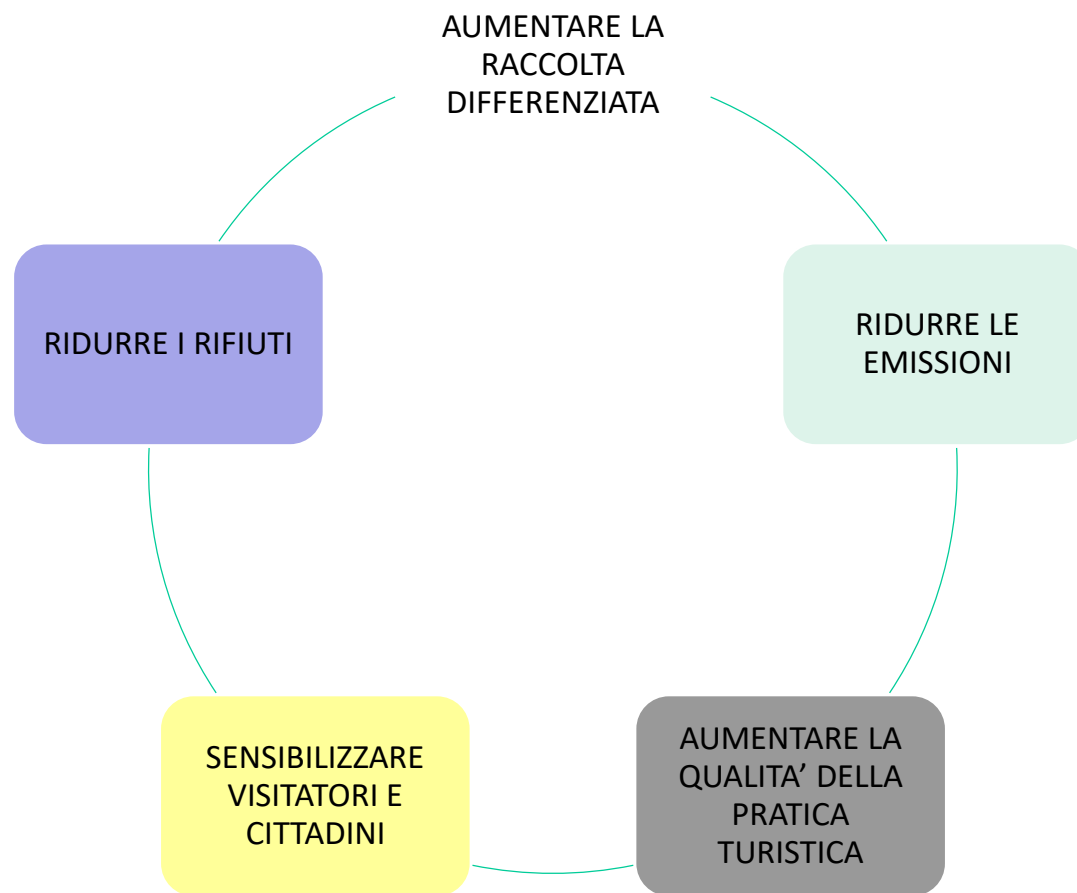 AUMENTARE LA
RACCOLTA
DIFFERENZIATA
RIDURRE LE
EMISSIONI
AUMENTARE LA
QUALITA’ DELLA
PRATICA
TURISTICA
SENSIBILIZZARE
VISITATORI E
CITTADINI
RIDURRE I RIFIUTI